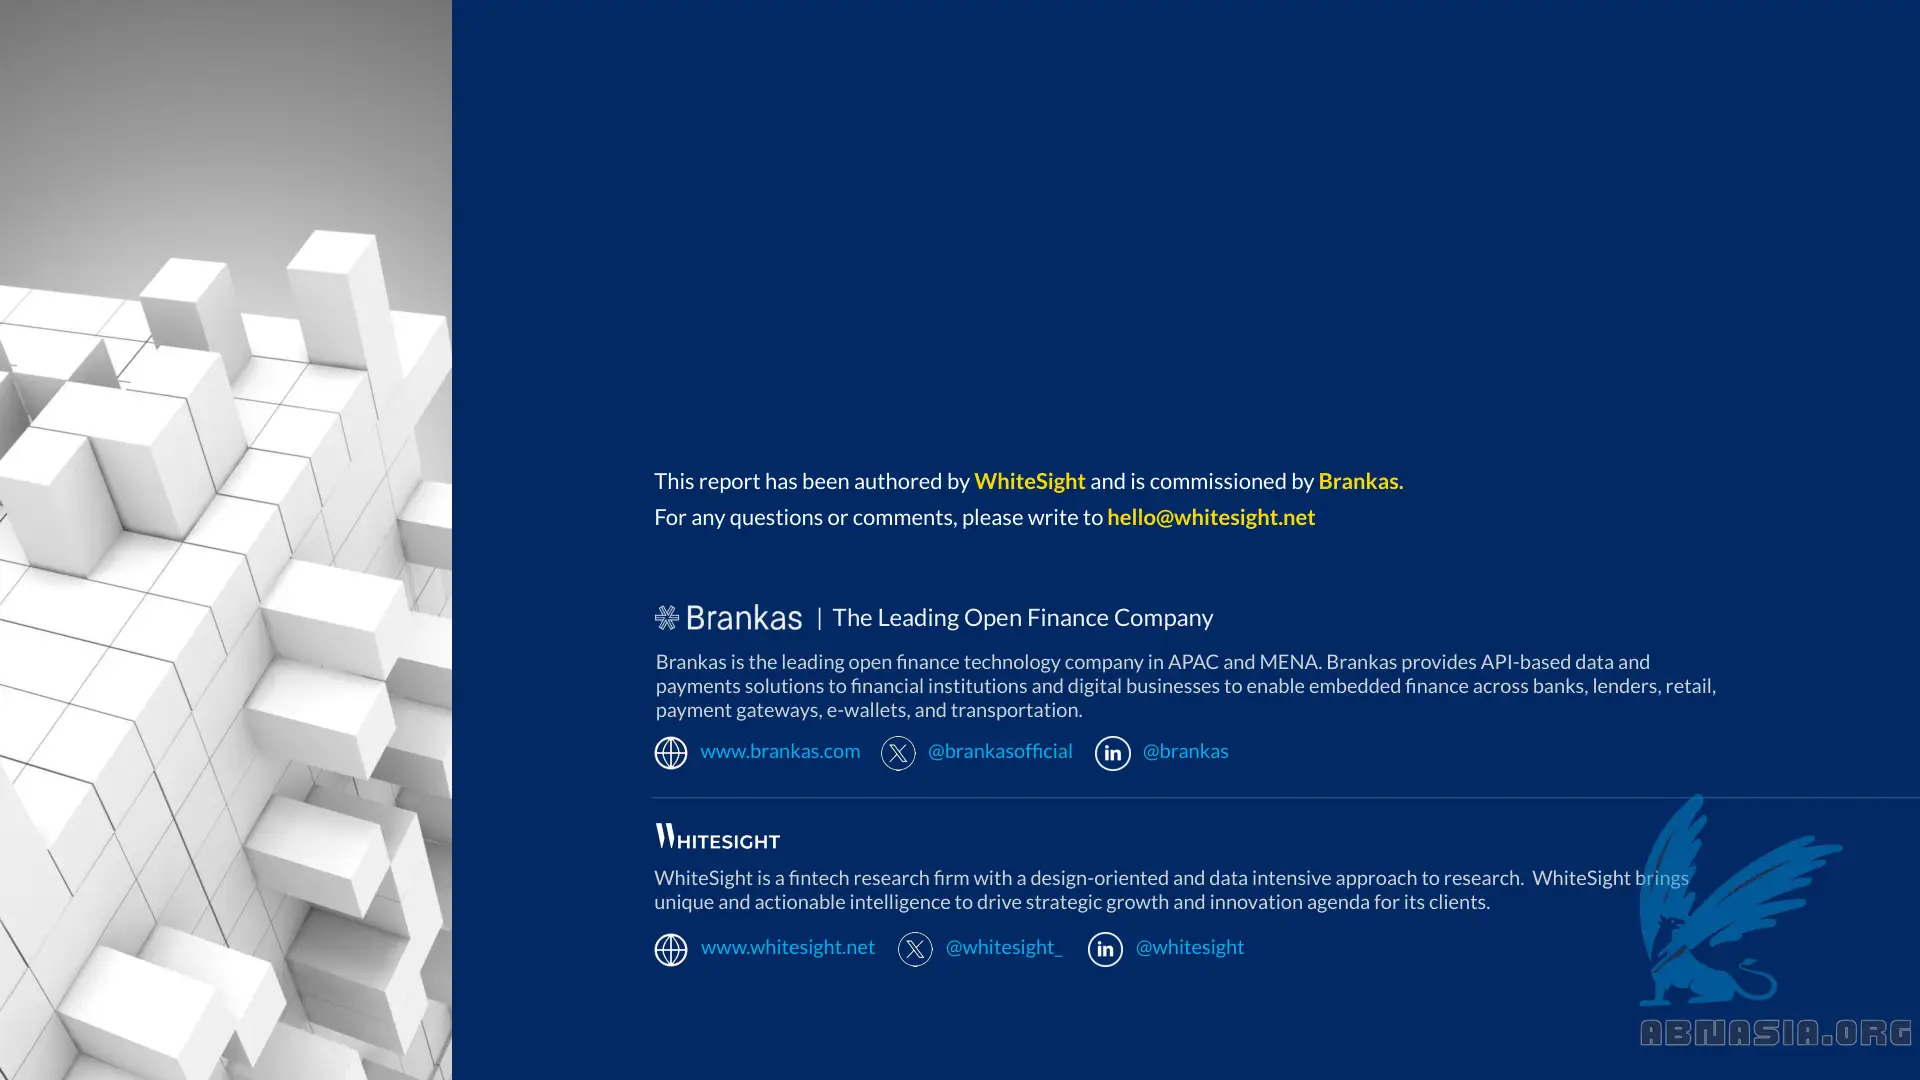 This report has been authored by WhiteSight and is commissioned by Brankas.
For any questions or comments, please write to hello@whitesight.net
Brankas | The Leading Open Finance Company
Brankas is the leading open finance technology company in APAC and MENA. Brankas provides API-based data and
payments solutions to financial institutions and digital businesses to enable embedded finance across banks, lenders, retail,
payment gateways, e-wallets, and transportation.
www.brankas.com @brankasofficial in @brankas
WHITESIGHT
WhiteSight is a fintech research firm with a design-oriented and data intensive approach to research. WhiteSight brings
unique and actionable intelligence to drive strategic growth and innovation agenda for its clients.
www.whitesight.net @whitesight_ in @whitesight
ABNASIA.ORG